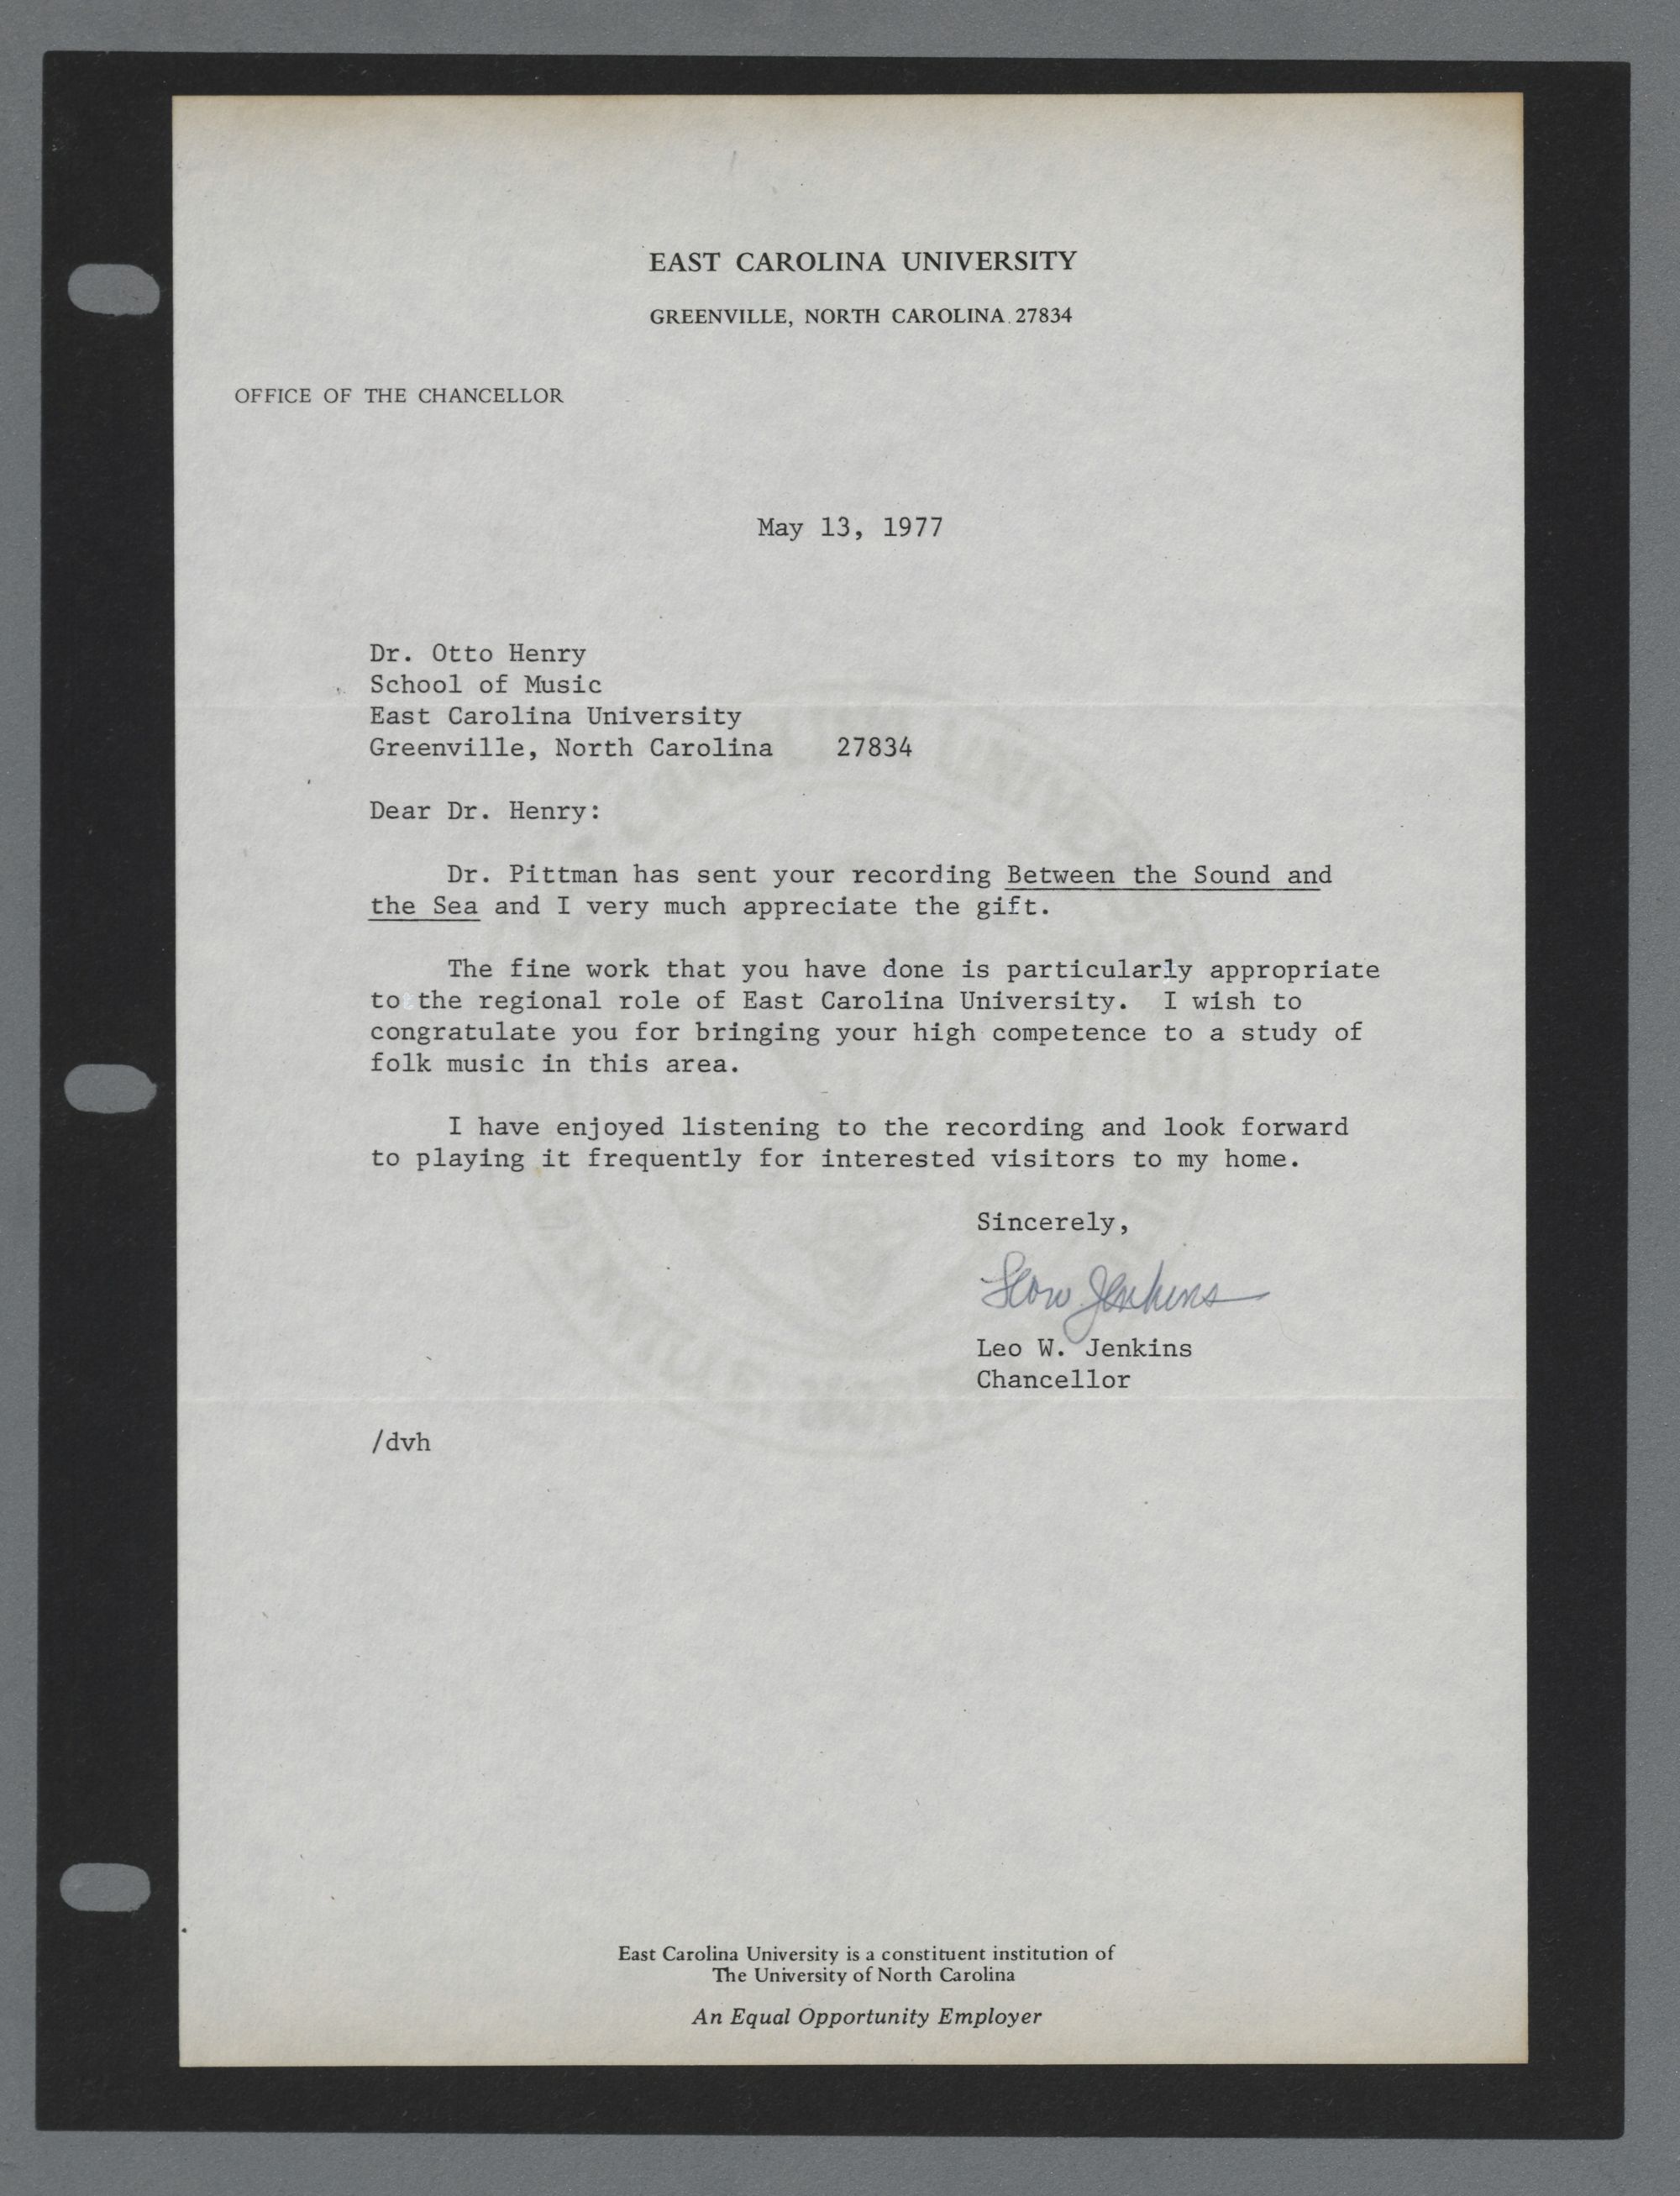 EAST CAROLINA UNIVERSITY
GREENVILLE, NORTH CAROLINA 27834
OFFICE OF THE CHANCELLOR
May 13, 1977
Dr. Otto Henry
School of Music
East Carolina University
Greenville, North Carolina 27834
Dear Dr. Henry:
Dr. Pittman has sent your recording Between the Sound and
the Sea and I very much appreciate the gift.
The fine work that you have done is particularly appropriate
to the regional role of East Carolina University. I wish to
congratulate you for bringing your high competence to a study of
folk music in this area.
I have enjoyed listening to the recording and look forward
to playing it frequently for interested visitors to my home.
Sincerely,
Leo W. Jenkins
Leo W. Jenkins
Chancellor
/dvh
East Carolina University is a constituent institution of
The University of North Carolina
An Equal Opportunity Employer